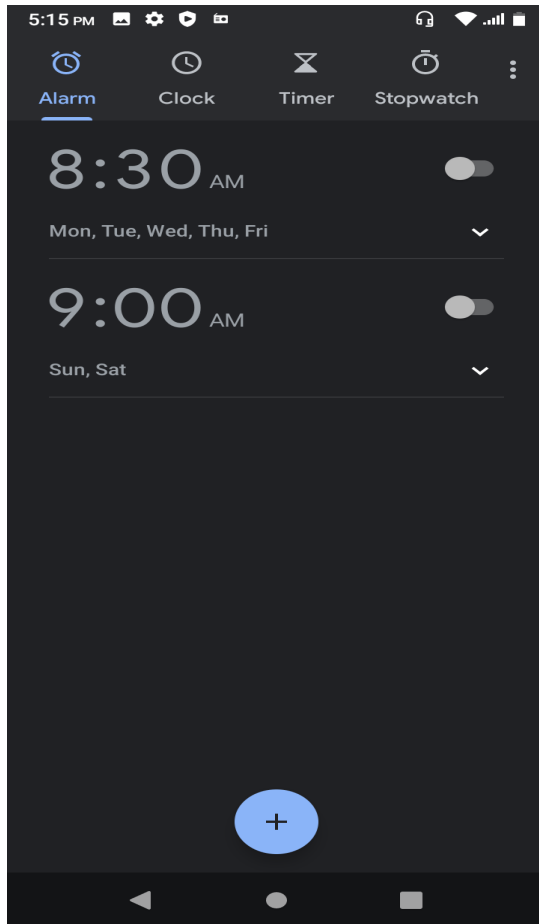 5:15 PM
Alarm Clock Timer Stopwatch
8:30 AM
Mon, Tue, Wed, Thu, Fri
9:00 AM
Sun, Sat